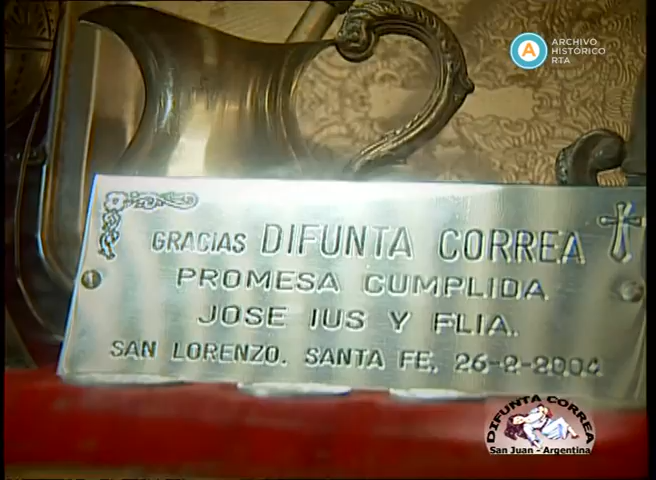 A
ARCHIVO
HISTÓRICO
RTA
GRACIAS DIFUNTA CORREA
PROMESA CUMPLIDA
JOSE IUS Y FLIA.
SAN LORENZO. SANTA FE, 26-2-2004
DIFUNTA CORREA
San Juan - Argentina